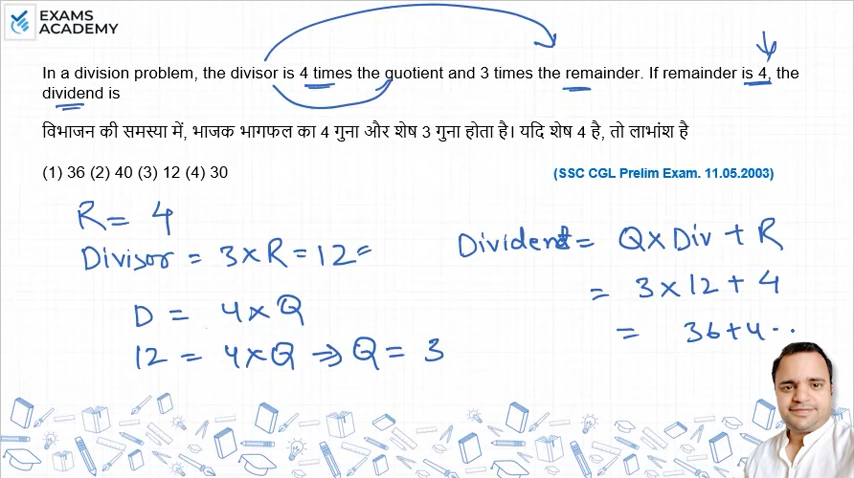 EXAMS
ACADEMY
In a division problem, the divisor is 4 times the quotient and 3 times the remainder. If remainder is 4, the
dividend is
विभाजन की समस्या में, भाजक भागफल का 4 गुना और शेष 3 गुना होता है। यदि शेष 4 है, तो लाभांश है
(1) 36 (2) 40 (3) 12 (4) 30
(SSC CGL Prelim Exam. 11.05.2003)
R = 4
Divisor = 3 × R = 12
D = 4 × Q
12 = 4 × Q ⇒ Q = 3
Dividend = Q × Div + R
= 3 × 12 + 4
= 36 + 4